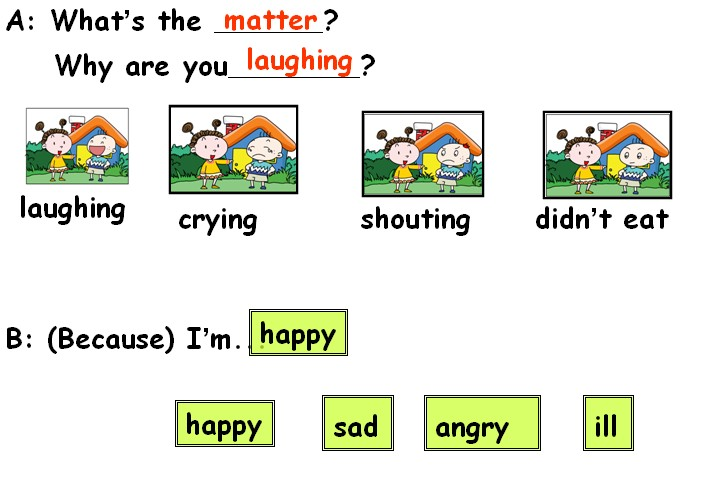 A: What's the matter?
Why are you laughing?
laughing crying shouting didn't eat
B: (Because) I'm... happy
happy sad angry ill